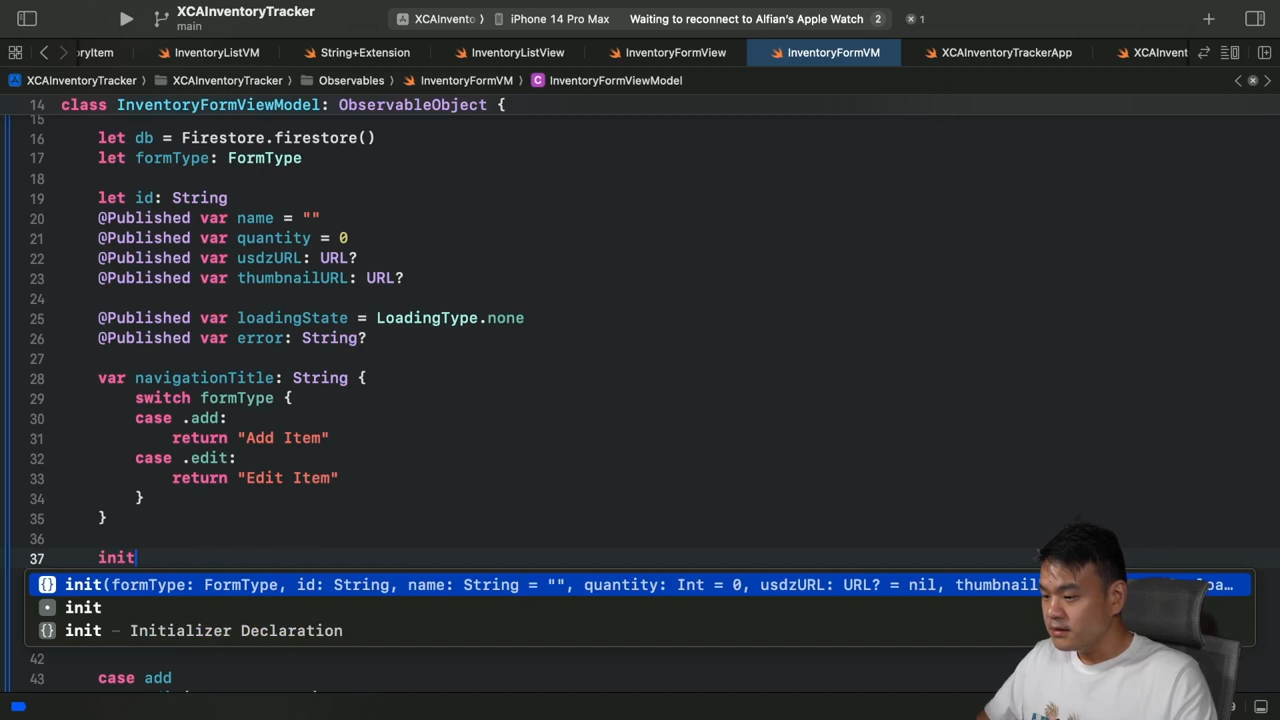 XCAInventoryTracker
main
XCAInvento 〉 iPhone 14 Pro Max Waiting to reconnect to Alfian's Apple Watch 2 1
ryItem InventoryListVM String+Extension InventoryListView InventoryFormView InventoryFormVM XCAInventoryTrackerApp XCAInvent
XCAInventoryTracker 〉 XCAInventoryTracker 〉 Observables 〉 InventoryFormVM 〉 C InventoryFormViewModel
14 class InventoryFormViewModel: ObservableObject {
15
16 let db = Firestore.firestore()
17 let formType: FormType
18
19 let id: String
20 @Published var name = ""
21 @Published var quantity = 0
22 @Published var usdzURL: URL?
23 @Published var thumbnailURL: URL?
24
25 @Published var loadingState = LoadingType.none
26 @Published var error: String?
27
28 var navigationTitle: String {
29 switch formType {
30 case .add:
31 return "Add Item"
32 case .edit:
33 return "Edit Item"
34 }
35 }
36
37 init
{} init(formType: FormType, id: String, name: String = "", quantity: Int = 0, usdzURL: URL? = nil, thumbnail
init
{} init — Initializer Declaration
42
43 case add